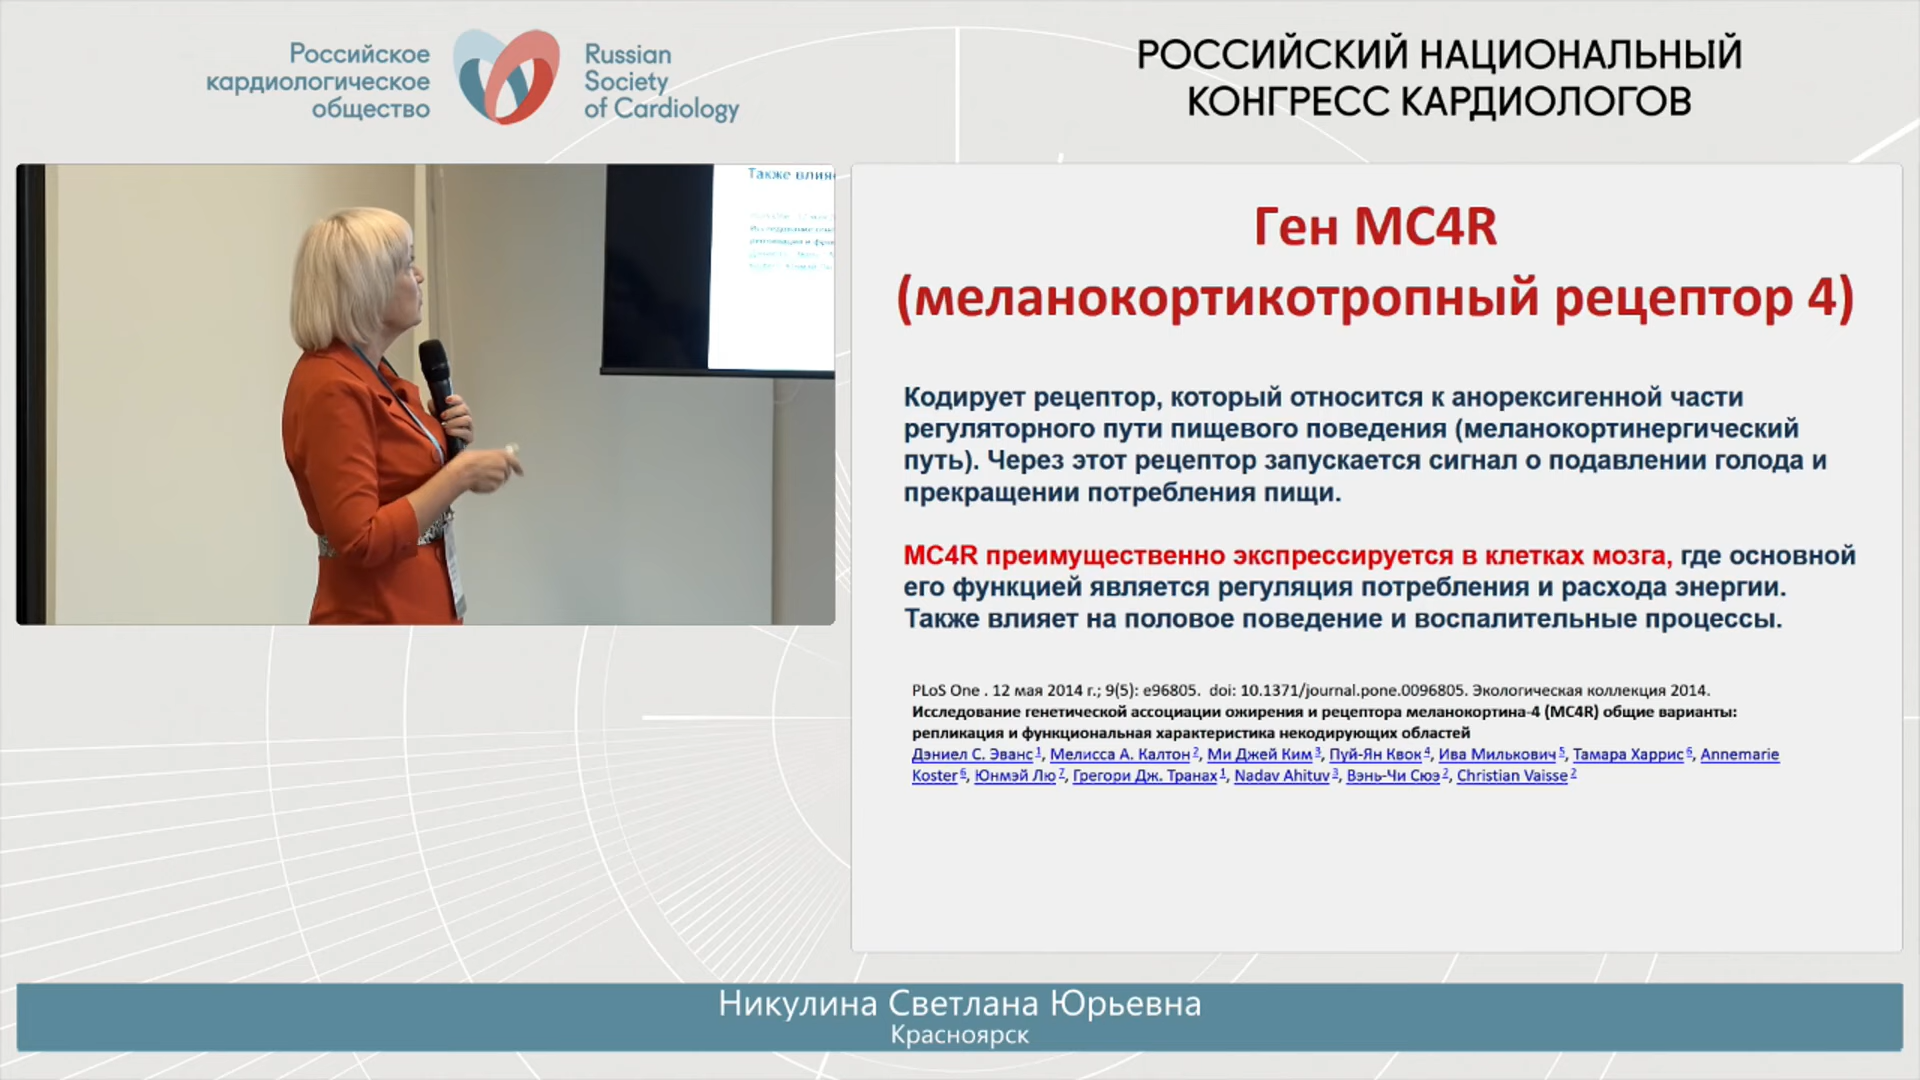 Российское
кардиологическое
общество
Russian
Society
of Cardiology
РОССИЙСКИЙ НАЦИОНАЛЬНЫЙ
КОНГРЕСС КАРДИОЛОГОВ
Также влия
Ген MC4R
(меланокортикотропный рецептор 4)
Кодирует рецептор, который относится к анорексигенной части
регуляторного пути пищевого поведения (меланокортинергический
путь). Через этот рецептор запускается сигнал о подавлении голода и
прекращении потребления пищи.
MC4R преимущественно экспрессируется в клетках мозга, где основной
его функцией является регуляция потребления и расхода энергии.
Также влияет на половое поведение и воспалительные процессы.
PLoS One . 12 мая 2014 г.; 9(5): e96805. doi: 10.1371/journal.pone.0096805. Экологическая коллекция 2014.
Исследование генетической ассоциации ожирения и рецептора меланокортина-4 (MC4R) общие варианты:
репликация и функциональная характеристика некодирующих областей
Дэниел С. Эванс 1, Мелисса А. Калтон 2, Ми Джей Ким 3, Пуй-Ян Квок 4, Ива Милькович 5, Тамара Харрис 6, Annemarie
Koster 6, Юнмэй Лю 7, Грегори Дж. Транах 1, Nadav Ahituv 3, Вэнь-Чи Сюэ 2, Christian Vaisse 2
Никулина Светлана Юрьевна
Красноярск